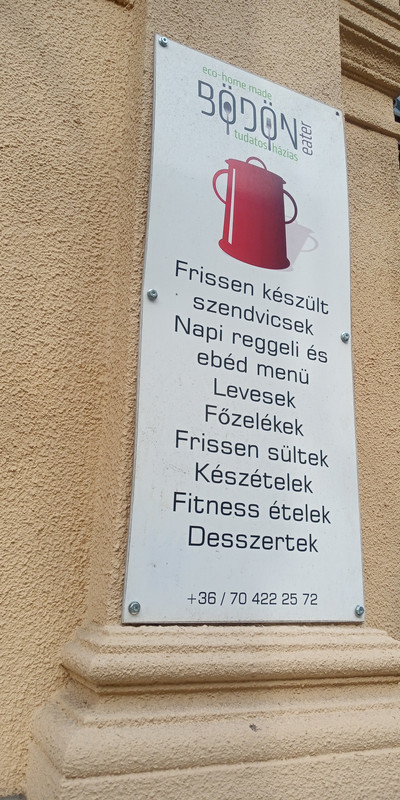 eco-home made
BÖDÖN
eater
tudatos házias
Frissen készült
szendvicsek
Napi reggeli és
ebéd menü
Levesek
Főzelékek
Frissen sültek
Készételek
Fitness ételek
Desszertek
+36 / 70 422 25 72